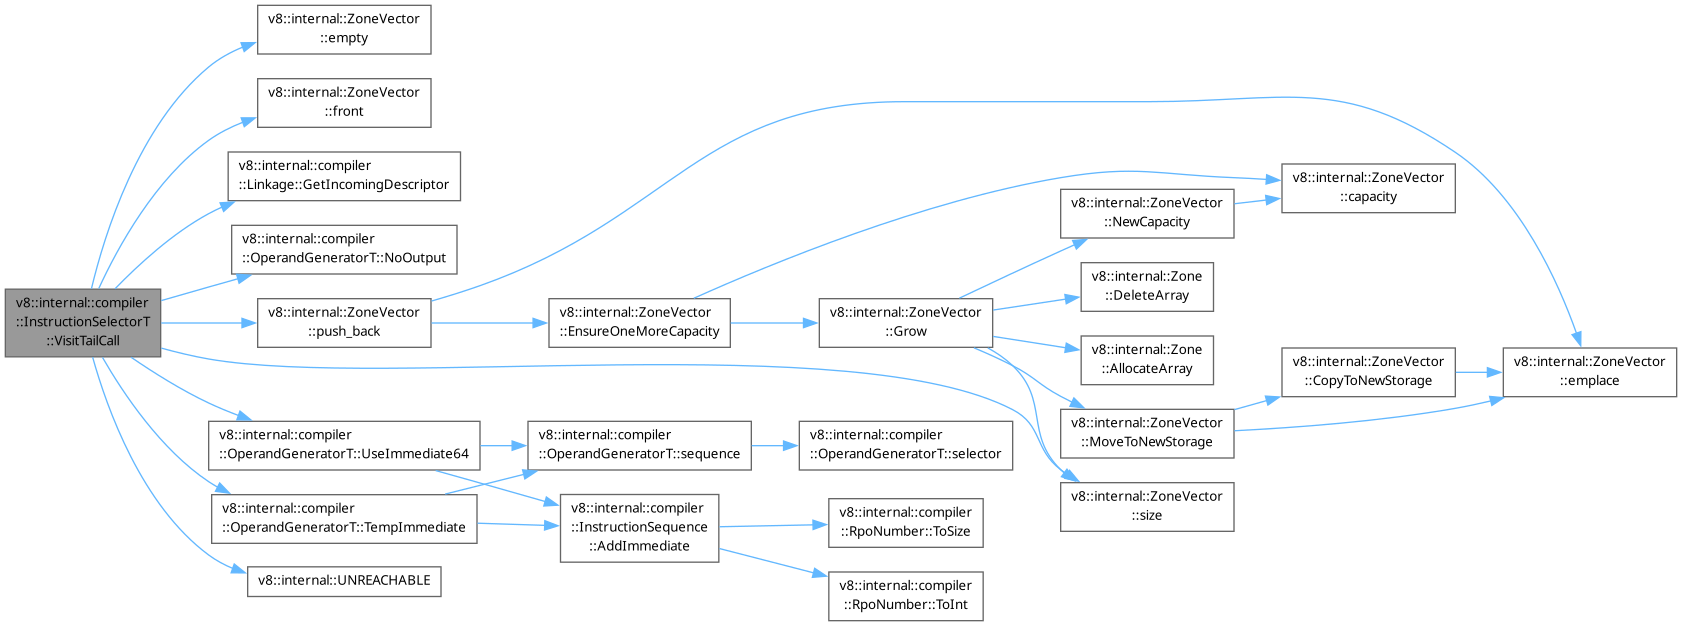 v8::internal::ZoneVector
::empty
v8::internal::ZoneVector
::front
v8::internal::compiler
::Linkage::GetIncomingDescriptor
v8::internal::compiler
::OperandGeneratorT::NoOutput
v8::internal::compiler
::InstructionSelectorT
::VisitTailCall
v8::internal::ZoneVector
::push_back
v8::internal::compiler
::OperandGeneratorT::UseImmediate64
v8::internal::compiler
::OperandGeneratorT::TempImmediate
v8::internal::UNREACHABLE
v8::internal::ZoneVector
::EnsureOneMoreCapacity
v8::internal::compiler
::OperandGeneratorT::sequence
v8::internal::compiler
::InstructionSequence
::AddImmediate
v8::internal::ZoneVector
::Grow
v8::internal::compiler
::OperandGeneratorT::selector
v8::internal::compiler
::RpoNumber::ToSize
v8::internal::compiler
::RpoNumber::ToInt
v8::internal::ZoneVector
::NewCapacity
v8::internal::Zone
::DeleteArray
v8::internal::Zone
::AllocateArray
v8::internal::ZoneVector
::MoveToNewStorage
v8::internal::ZoneVector
::size
v8::internal::ZoneVector
::capacity
v8::internal::ZoneVector
::CopyToNewStorage
v8::internal::ZoneVector
::emplace